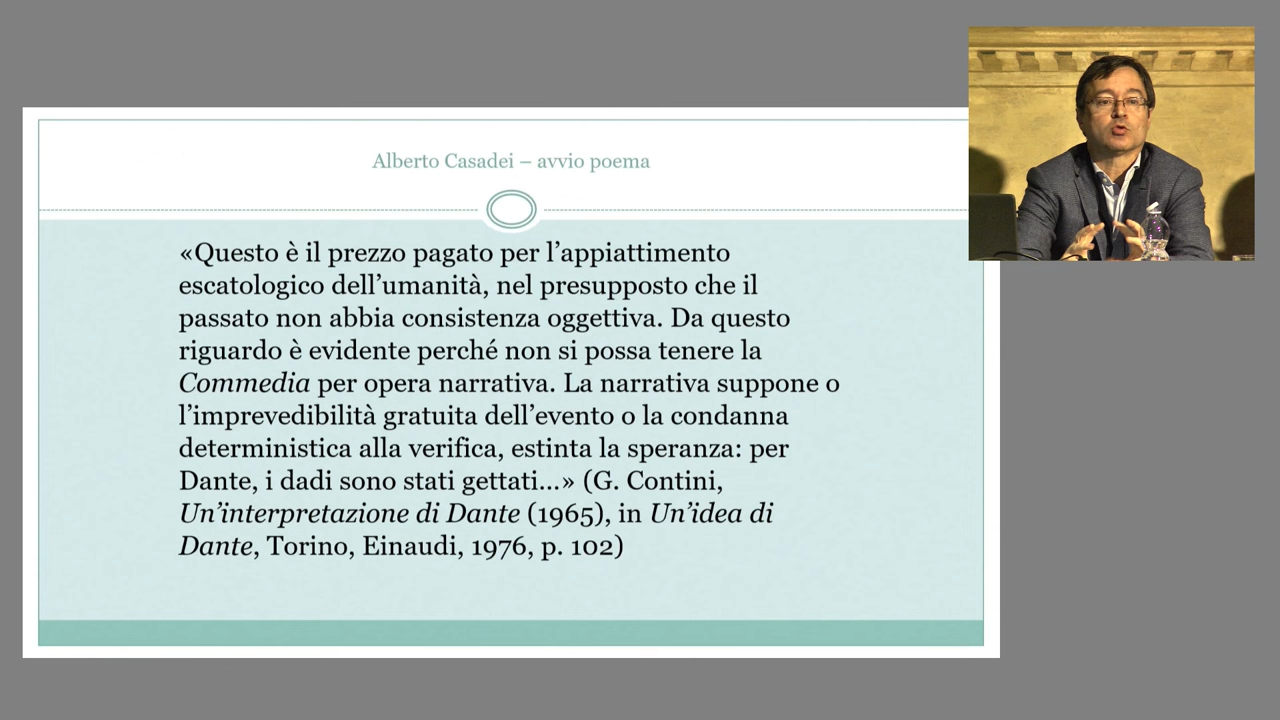 Alberto Casadei – avvio poema
«Questo è il prezzo pagato per l’appiattimento
escatologico dell’umanità, nel presupposto che il
passato non abbia consistenza oggettiva. Da questo
riguardo è evidente perché non si possa tenere la
Commedia per opera narrativa. La narrativa suppone o
l’imprevedibilità gratuita dell’evento o la condanna
deterministica alla verifica, estinta la speranza: per
Dante, i dadi sono stati gettati…» (G. Contini,
Un’interpretazione di Dante (1965), in Un’idea di
Dante, Torino, Einaudi, 1976, p. 102)